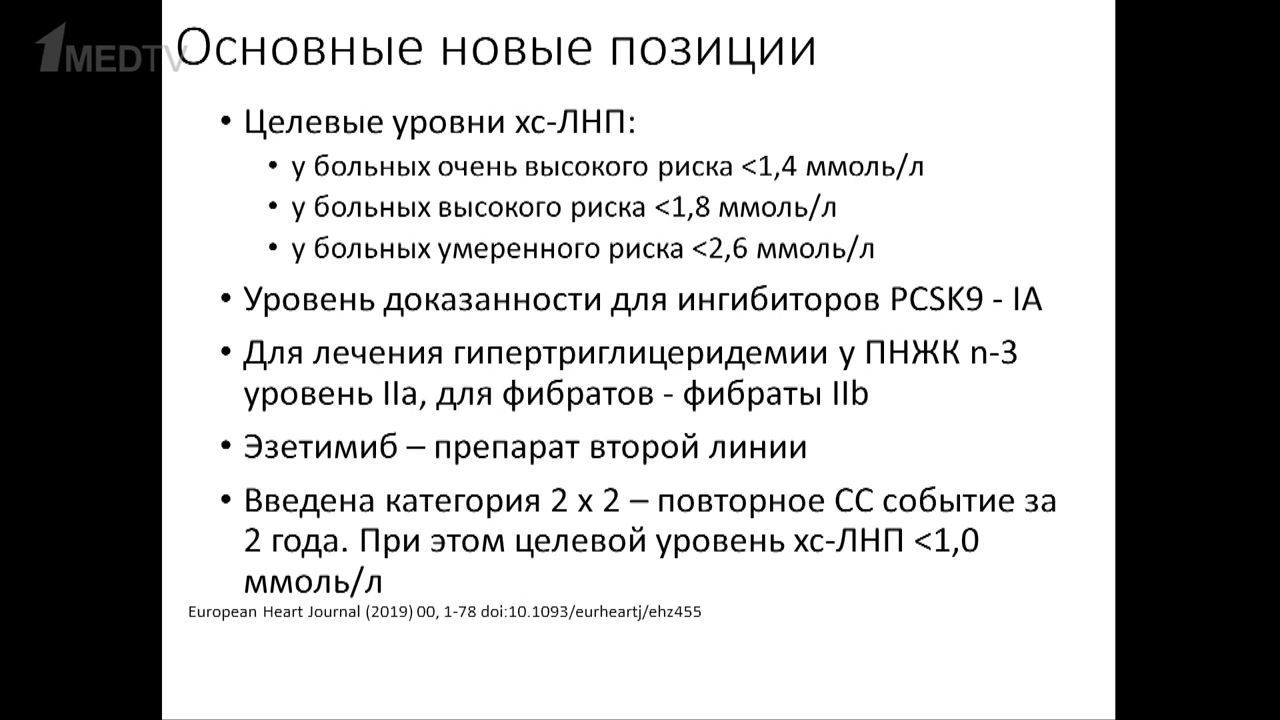 1MEDTV
Основные новые позиции
• Целевые уровни хс-ЛНП:
• у больных очень высокого риска <1,4 ммоль/л
• у больных высокого риска <1,8 ммоль/л
• у больных умеренного риска <2,6 ммоль/л
• Уровень доказанности для ингибиторов PCSK9 - IA
• Для лечения гипертриглицеридемии у ПНЖК n-3
уровень IIa, для фибратов - фибраты IIb
• Эзетимиб – препарат второй линии
• Введена категория 2 х 2 – повторное СС событие за
2 года. При этом целевой уровень хс-ЛНП <1,0
ммоль/л
European Heart Journal (2019) 00, 1-78 doi:10.1093/eurheartj/ehz455